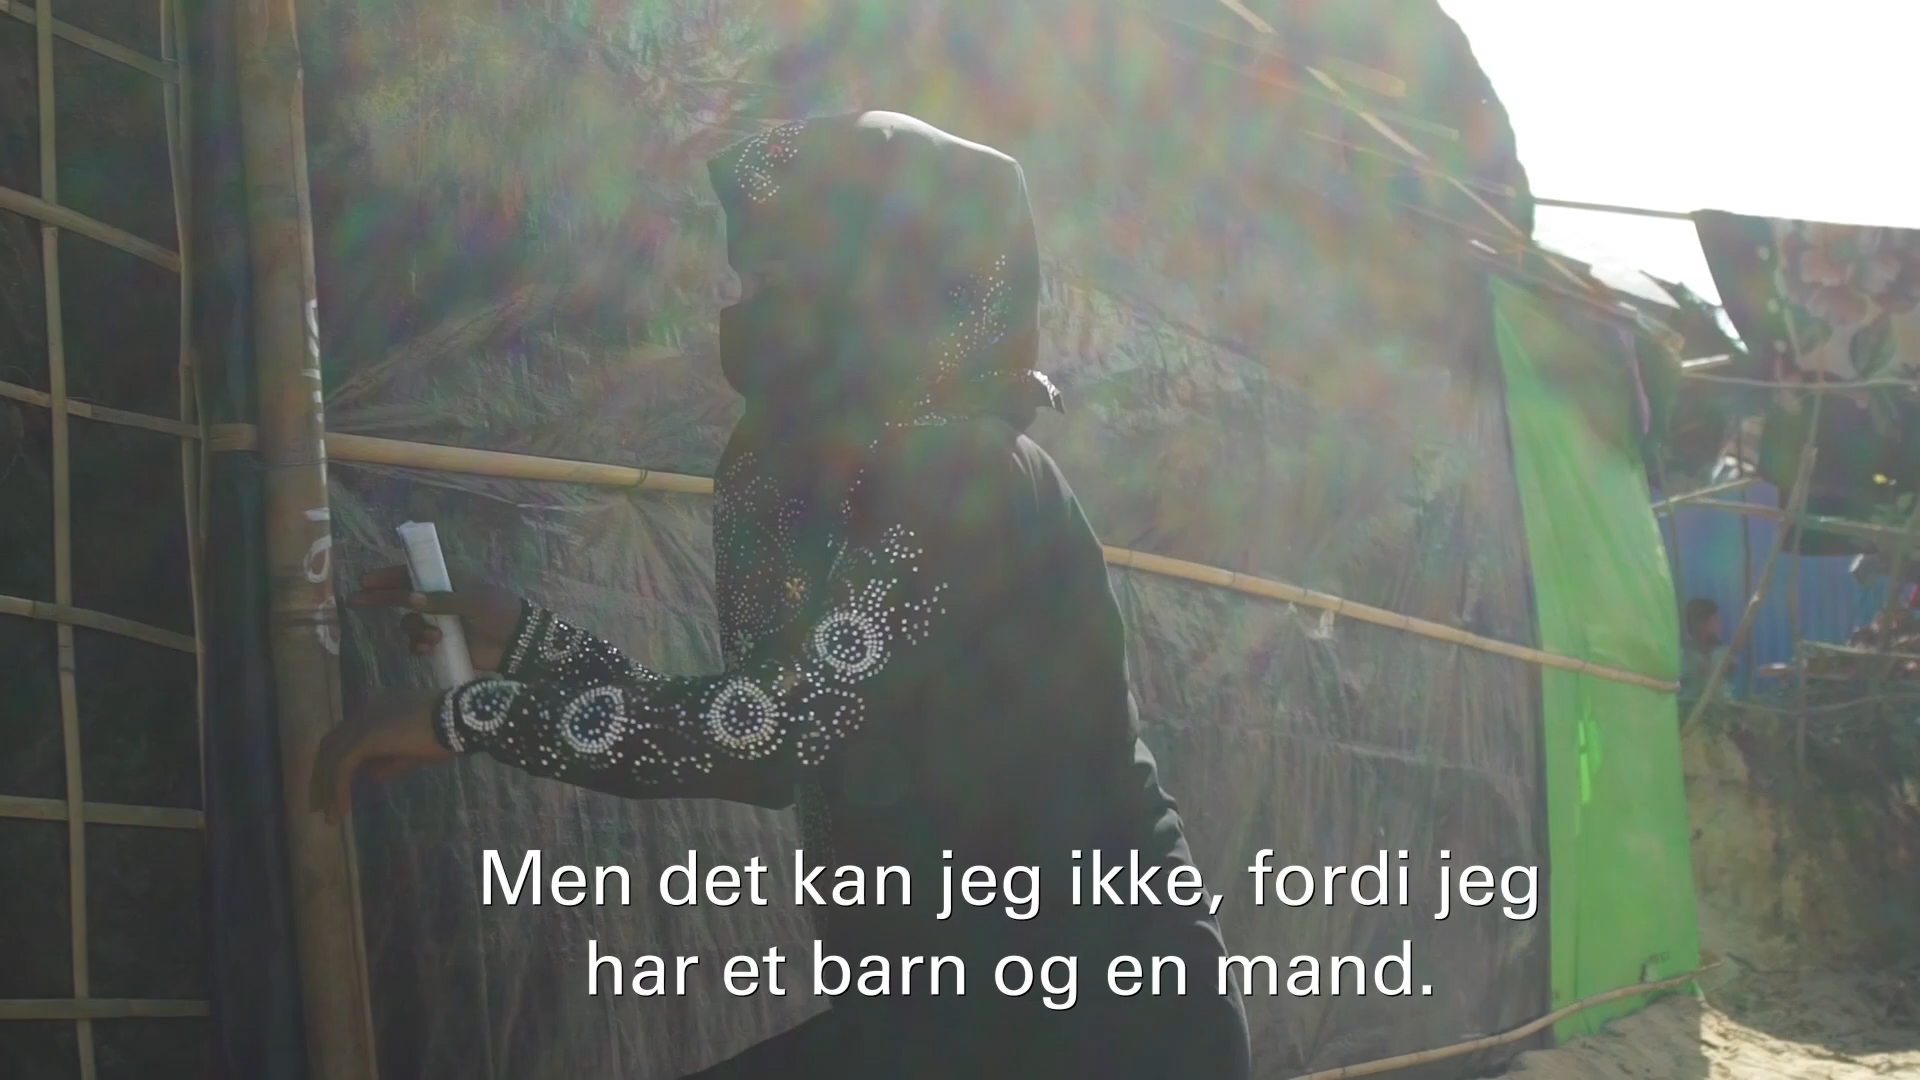 Men det kan jeg ikke, fordi jeg
har et barn og en mand.